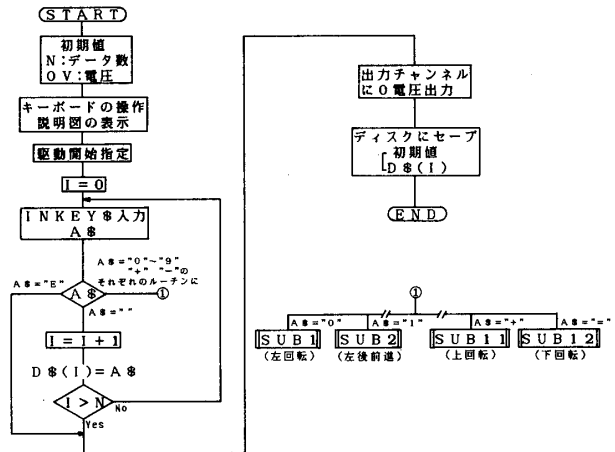 START
初期値
N:データ数
OV:電圧
キーボードの操作
説明図の表示
駆動開始指定
I=0
INKEY$入力
A$
A$="0"~"9"
"+" "-"の
それぞれのルーチンに
A$="E"
A$
①
A$=" "
I=I+1
D$(I)=A$
I>N
No
Yes
出力チャンネル
に0電圧出力
ディスクにセーブ
初期値
D$(I)
END
①
A$="0"
A$="1"
A$="+"
A$="="
SUB1
SUB2
SUB11
SUB12
(左回転)
(左後前進)
(上回転)
(下回転)